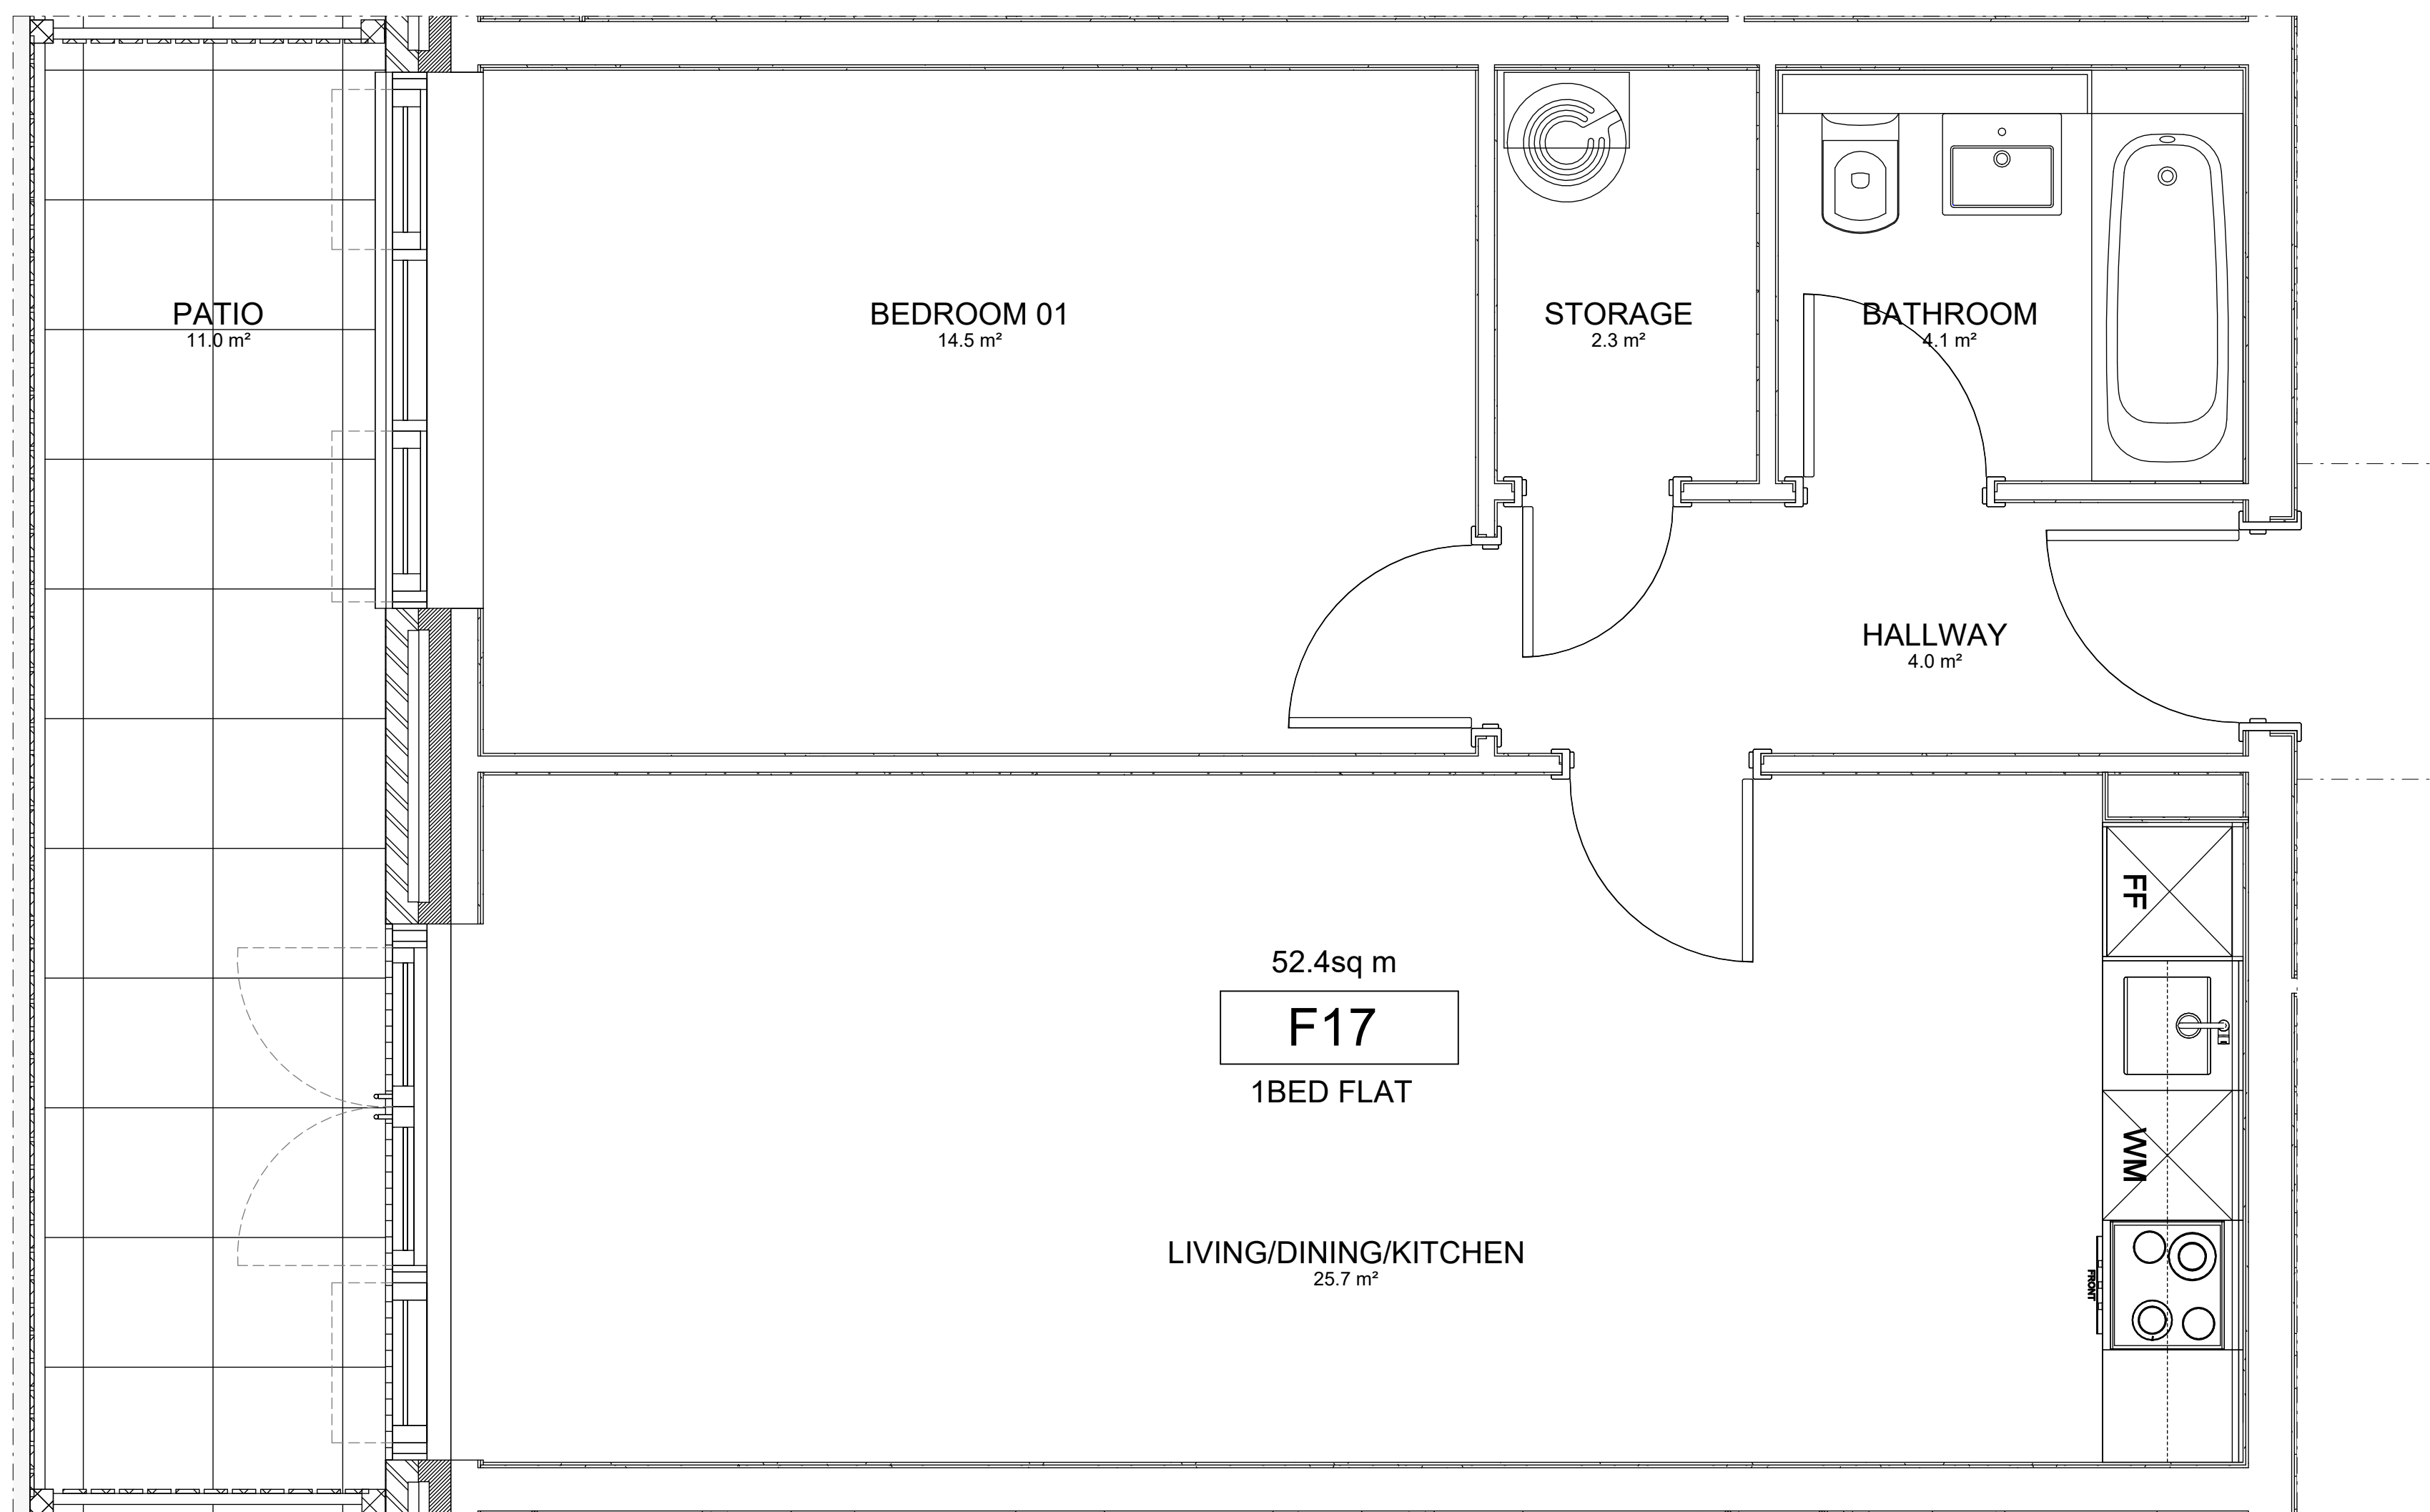 PATIO
11.0 m²
BEDROOM 01
14.5 m²
STORAGE
2.3 m²
BATHROOM
4.1 m²
HALLWAY
4.0 m²
FF
52.4sq m
F17
1BED FLAT
WM
LIVING/DINING/KITCHEN
25.7 m²
FRONT